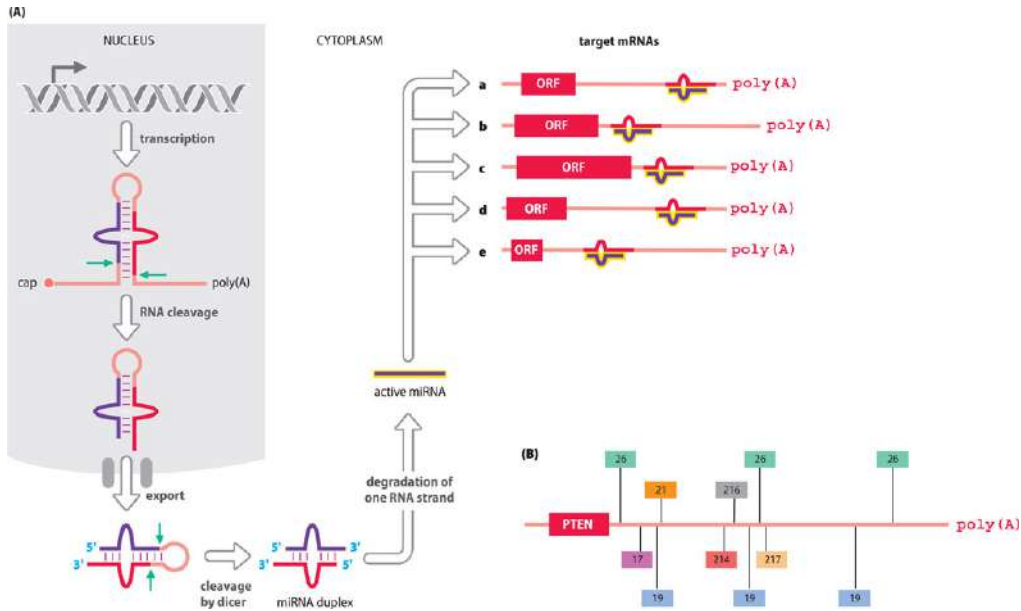 (A)
NUCLEUS
CYTOPLASM
target mRNAs
a
ORF
poly(A)
b
ORF
poly(A)
c
ORF
poly(A)
d
ORF
poly(A)
e
ORF
poly(A)
transcription
cap
poly(A)
RNA cleavage
export
5'
3'
cleavage
by dicer
5'
3'
3'
5'
miRNA duplex
degradation of
one RNA strand
active miRNA
(B)
26
26
26
21
216
PTEN
poly(A)
17
214
217
19
19
19